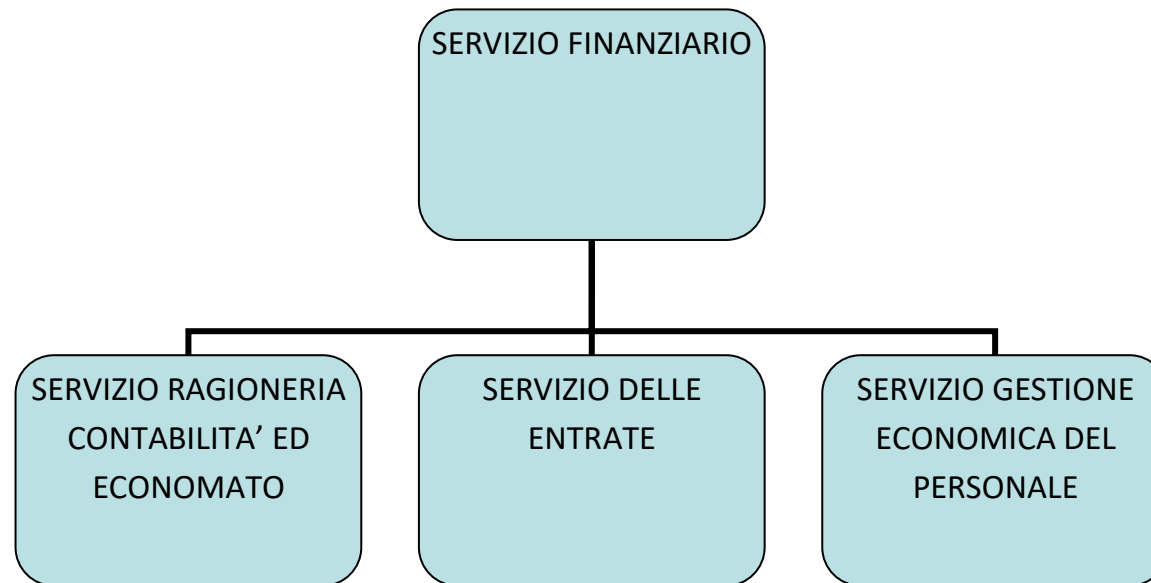 SERVIZIO FINANZIARIO
SERVIZIO RAGIONERIA
CONTABILITA’ ED
ECONOMATO
SERVIZIO DELLE
ENTRATE
SERVIZIO GESTIONE
ECONOMICA DEL
PERSONALE